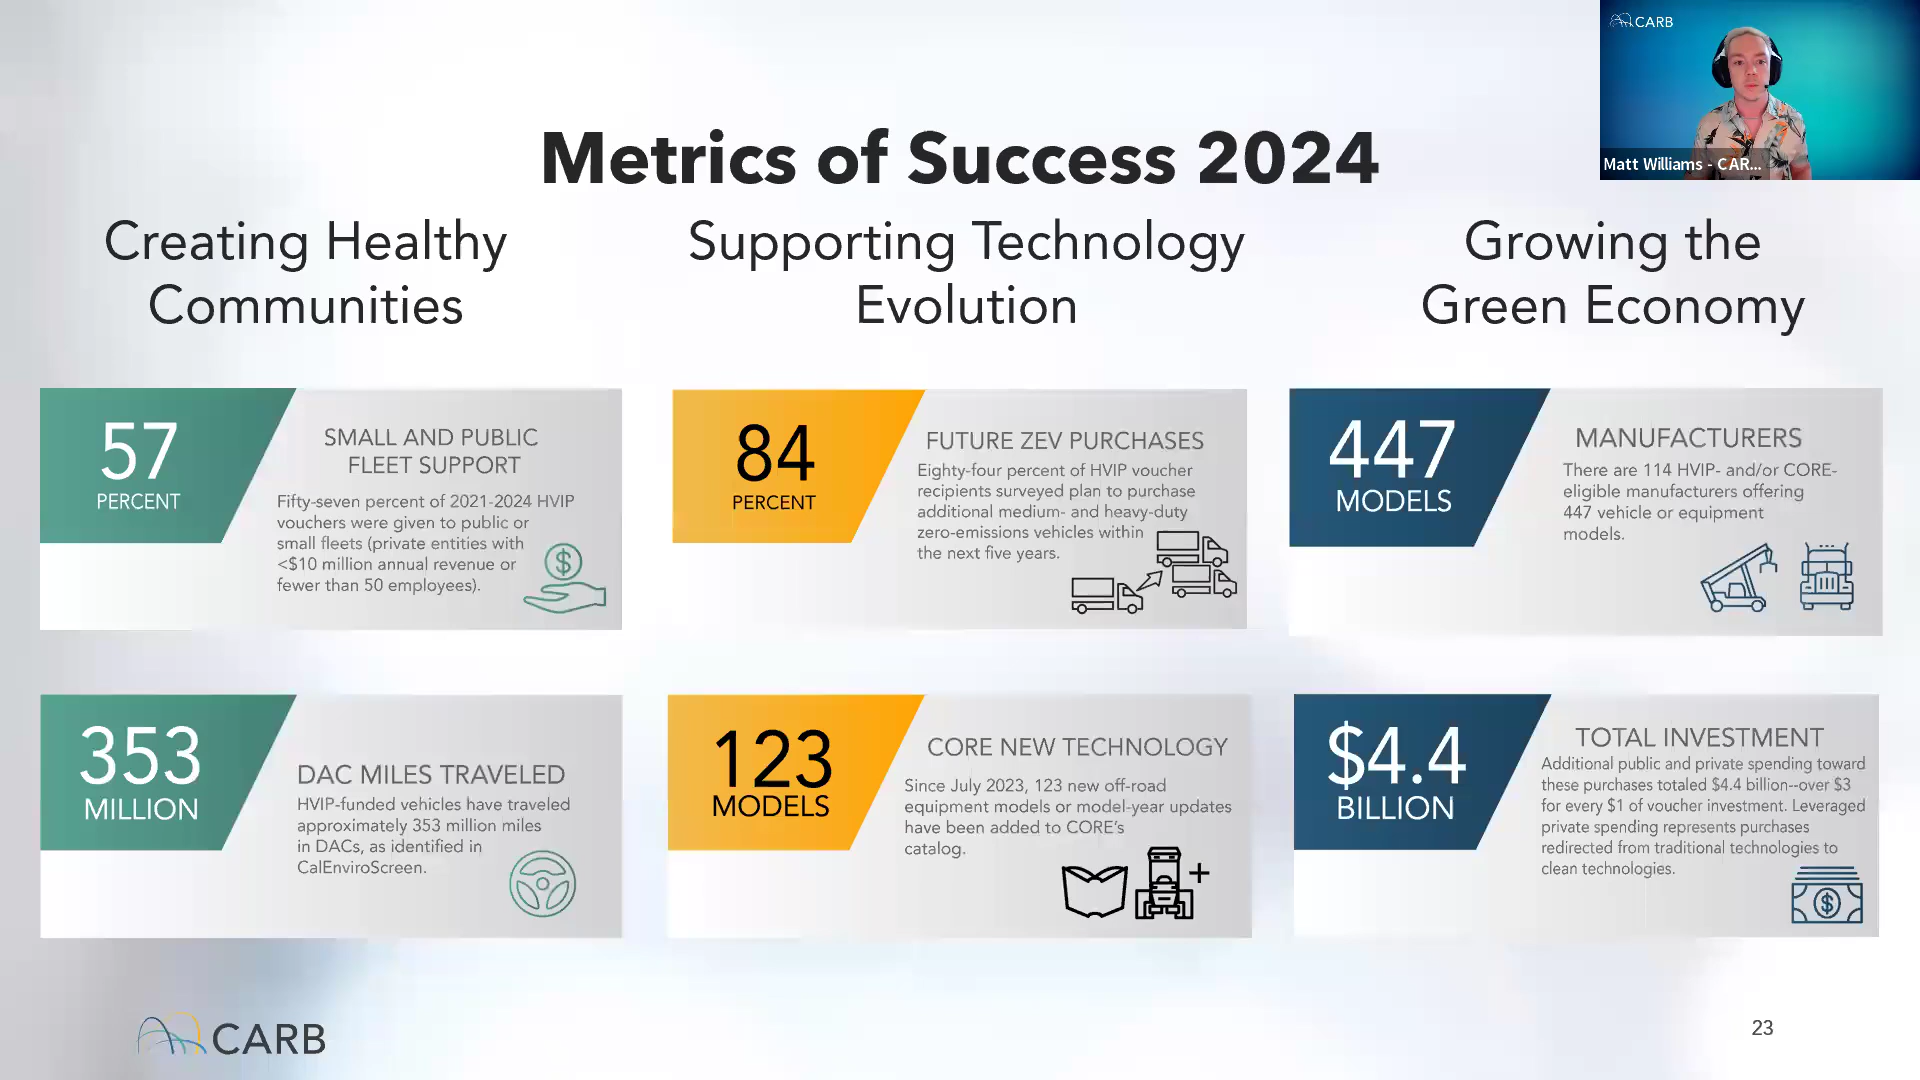 CARB
Matt Williams - CAR...
Metrics of Success 2024
Creating Healthy
Communities
57
PERCENT
SMALL AND PUBLIC
FLEET SUPPORT
Fifty-seven percent of 2021-2024 HVIP
vouchers were given to public or
small fleets (private entities with
<$10 million annual revenue or
fewer than 50 employees).
353
MILLION
DAC MILES TRAVELED
HVIP-funded vehicles have traveled
approximately 353 million miles
in DACs, as identified in
CalEnviroScreen.
Supporting Technology
Evolution
84
PERCENT
FUTURE ZEV PURCHASES
Eighty-four percent of HVIP voucher
recipients surveyed plan to purchase
additional medium- and heavy-duty
zero-emissions vehicles within
the next five years.
123
MODELS
CORE NEW TECHNOLOGY
Since July 2023, 123 new off-road
equipment models or model-year updates
have been added to CORE's
catalog.
Growing the
Green Economy
447
MODELS
MANUFACTURERS
There are 114 HVIP- and/or CORE-
eligible manufacturers offering
447 vehicle or equipment
models.
$4.4
BILLION
TOTAL INVESTMENT
Additional public and private spending toward
these purchases totaled $4.4 billion--over $3
for every $1 of voucher investment. Leveraged
private spending represents purchases
redirected from traditional technologies to
clean technologies.
CARB
23